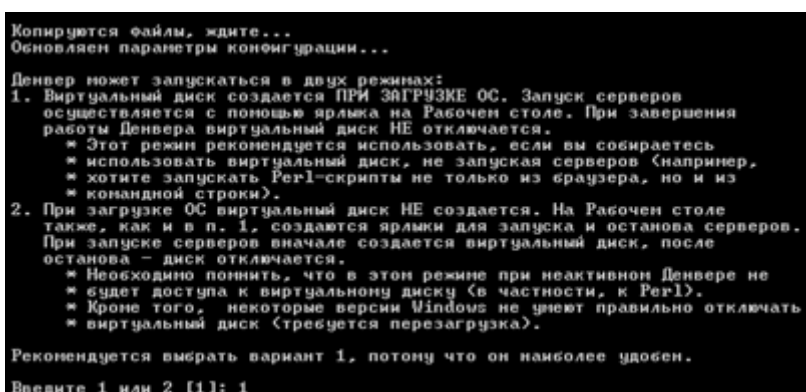 Копируются файлы, ждите...
Обновляем параметры конфигурации...
Денвер может запускаться в двух режимах:
1. Виртуальный диск создается ПРИ ЗАГРУЗКЕ ОС. Запуск серверов
осуществляется с помощью ярлыка на Рабочем столе. При завершения
работы Денвера виртуальный диск НЕ отключается.
* Этот режим рекомендуется использовать, если вы собираетесь
* использовать виртуальный диск, не запуская серверов (например,
* хотите запускать Perl-скрипты не только из браузера, но и из
* командной строки).
2. При загрузке ОС виртуальный диск НЕ создается. На Рабочем столе
также, как и в п. 1, создаются ярлыки для запуска и останова серверов.
При запуске серверов вначале создается виртуальный диск, после
останова - диск отключается.
* Необходимо помнить, что в этом режиме при неактивном Денвере не
* будет доступа к виртуальному диску (в частности, к Perl).
* Кроме того, некоторые версии Windows не умеют правильно отключать
* виртуальный диск (требуется перезагрузка).
Рекомендуется выбрать вариант 1, потому что он наиболее удобен.
Введите 1 или 2 [1]: 1